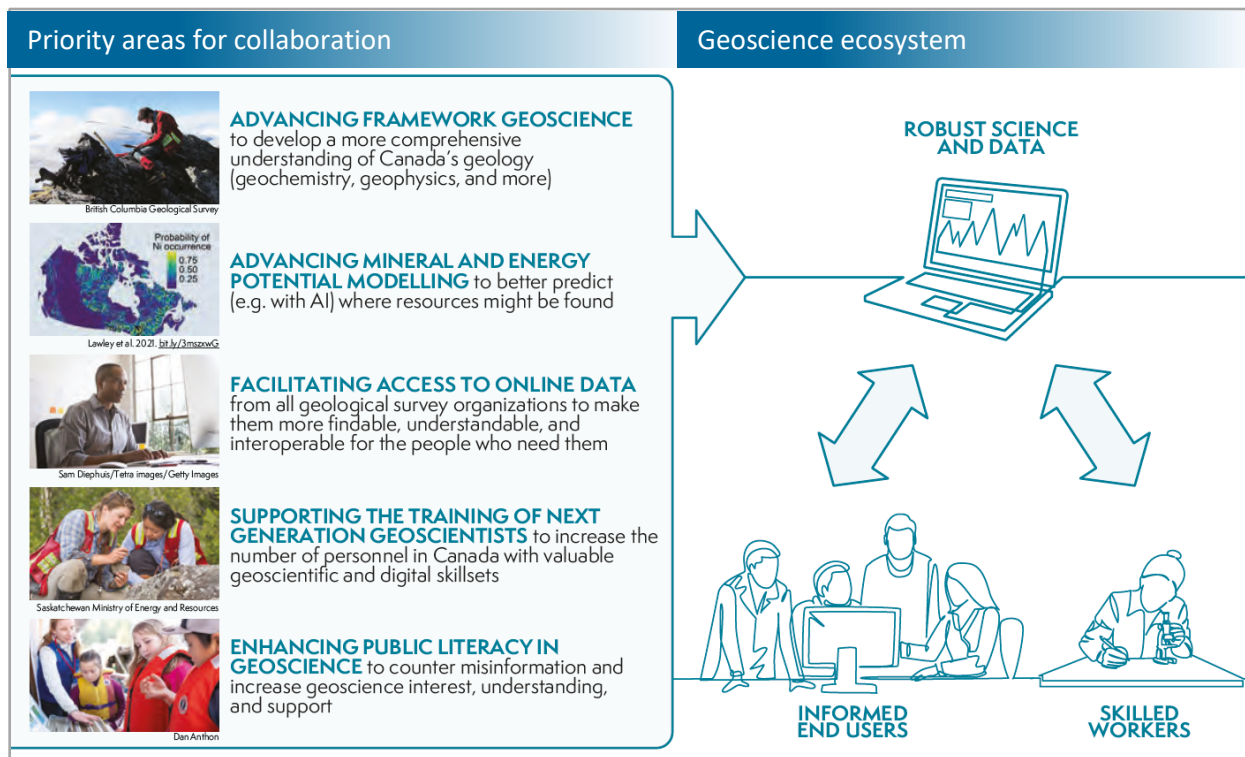 Priority areas for collaboration
Geoscience ecosystem
ADVANCING FRAMEWORK GEOSCIENCE
to develop a more comprehensive
understanding of Canada's geology
(geochemistry, geophysics, and more)
British Columbia Geological Survey
Probability of
Ni occurrence
0.75
0.50
0.25
ADVANCING MINERAL AND ENERGY
POTENTIAL MODELLING to better predict
(e.g. with AI) where resources might be found
Lawley et al. 2021. bit.ly/3mszxwG
FACILITATING ACCESS TO ONLINE DATA
from all geological survey organizations to make
them more findable, understandable, and
interoperable for the people who need them
Sam Diephuis/Tetra images/Getty Images
SUPPORTING THE TRAINING OF NEXT
GENERATION GEOSCIENTISTS to increase the
number of personnel in Canada with valuable
geoscientific and digital skillsets
Saskatchewan Ministry of Energy and Resources
ENHANCING PUBLIC LITERACY IN
GEOSCIENCE to counter misinformation and
increase geoscience interest, understanding,
and support
Dan Anthon
ROBUST SCIENCE
AND DATA
INFORMED
END USERS
SKILLED
WORKERS